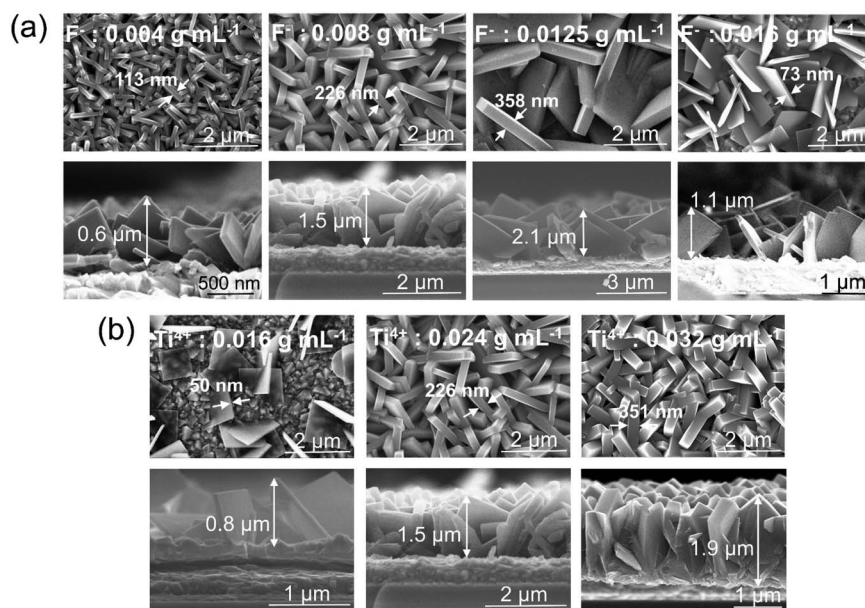 (a)
F⁻ : 0.004 g mL⁻¹ F⁻ : 0.008 g mL⁻¹ F⁻ : 0.0125 g mL⁻¹ F⁻ : 0.016 g mL⁻¹
113 nm 226 nm 358 nm 73 nm
2 μm 2 μm 2 μm 2 μm
0.6 μm 1.5 μm 2.1 μm 1.1 μm
500 nm 2 μm 3 μm 1 μm
(b)
Ti⁴⁺ : 0.016 g mL⁻¹ Ti⁴⁺ : 0.024 g mL⁻¹ Ti⁴⁺ : 0.032 g mL⁻¹
50 nm 226 nm 351 nm
2 μm 2 μm 2 μm
0.8 μm 1.5 μm 1.9 μm
1 μm 2 μm 1 μm